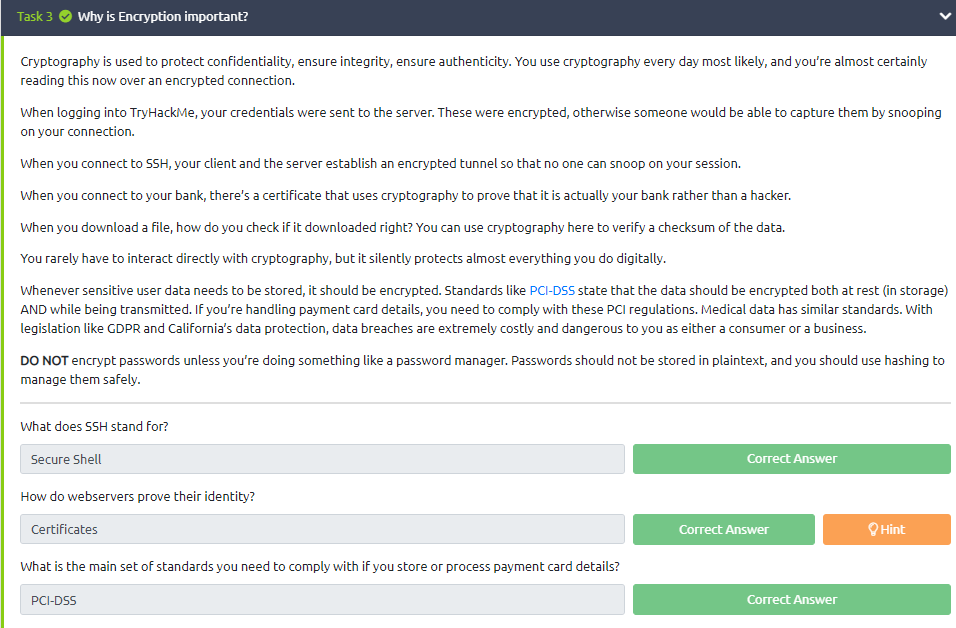 Task 3 Why is Encryption important?
Cryptography is used to protect confidentiality, ensure integrity, ensure authenticity. You use cryptography every day most likely, and you're almost certainly
reading this now over an encrypted connection.
When logging into TryHackMe, your credentials were sent to the server. These were encrypted, otherwise someone would be able to capture them by snooping
on your connection.
When you connect to SSH, your client and the server establish an encrypted tunnel so that no one can snoop on your session.
When you connect to your bank, there's a certificate that uses cryptography to prove that it is actually your bank rather than a hacker.
When you download a file, how do you check if it downloaded right? You can use cryptography here to verify a checksum of the data.
You rarely have to interact directly with cryptography, but it silently protects almost everything you do digitally.
Whenever sensitive user data needs to be stored, it should be encrypted. Standards like PCI-DSS state that the data should be encrypted both at rest (in storage)
AND while being transmitted. If you're handling payment card details, you need to comply with these PCI regulations. Medical data has similar standards. With
legislation like GDPR and California's data protection, data breaches are extremely costly and dangerous to you as either a consumer or a business.
DO NOT encrypt passwords unless you're doing something like a password manager. Passwords should not be stored in plaintext, and you should use hashing to
manage them safely.
What does SSH stand for?
Secure Shell Correct Answer
How do webservers prove their identity?
Certificates Correct Answer Hint
What is the main set of standards you need to comply with if you store or process payment card details?
PCI-DSS Correct Answer